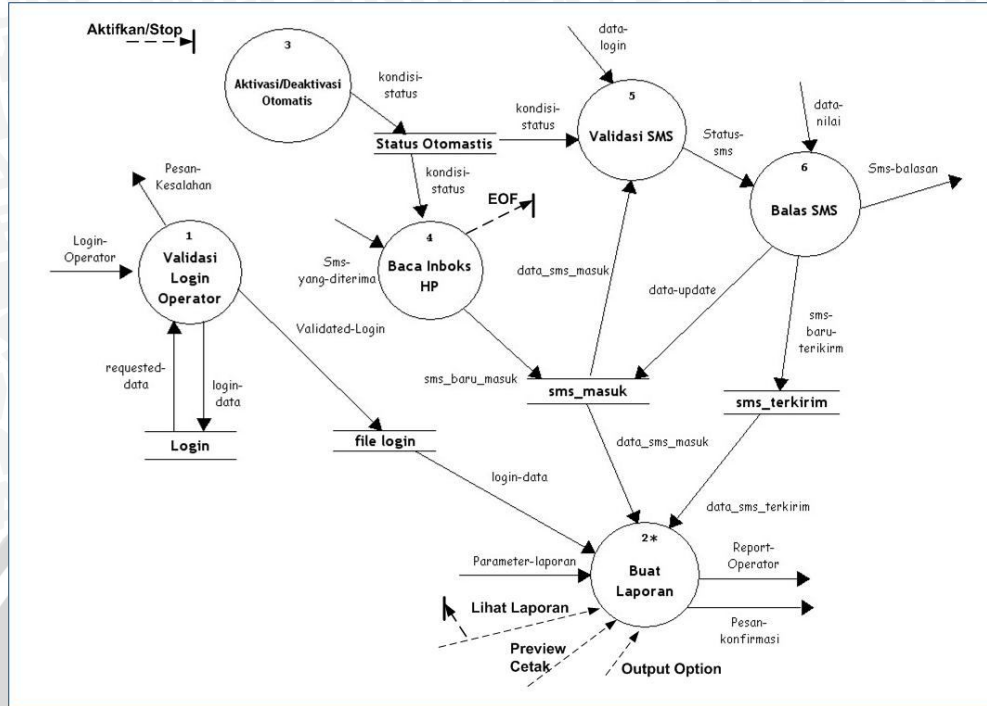 Aktifkan/Stop
3
Aktivasi/Deaktivasi
Otomatis
kondisi-
status
Status Otomastis
kondisi-
status
kondisi-
status
data-
login
5
Validasi SMS
Status-
sms
data-
nilai
6
Balas SMS
Sms-balasan
Pesan-
Kesalahan
Login-
Operator
1
Validasi
Login
Operator
requested-
data
login-
data
Login
EOF
Sms-
yang-diterima
4
Baca Inboks
HP
Validated-Login
data_sms_masuk
data-update
sms-
baru-
terikirm
sms_baru_masuk
sms_masuk
sms_terkirim
file login
login-data
data_sms_masuk
data_sms_terkirim
2*
Buat
Laporan
Parameter-laporan
Report-
Operator
Pesan-
konfirmasi
Lihat Laporan
Preview
Cetak
Output Option